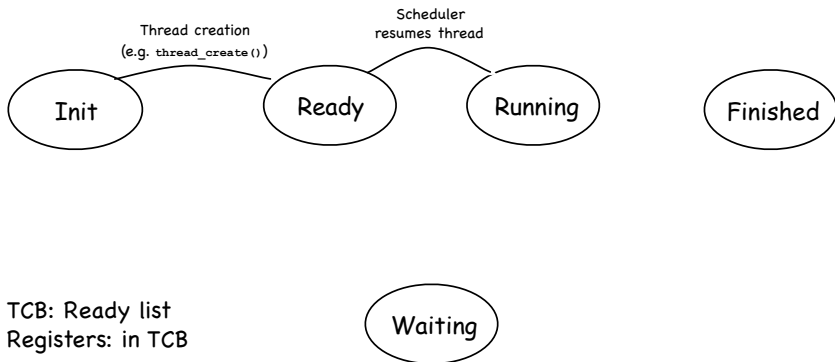 Thread creation
(e.g. thread_create())
Scheduler
resumes thread
Init
Ready
Running
Finished
TCB: Ready list
Registers: in TCB
Waiting